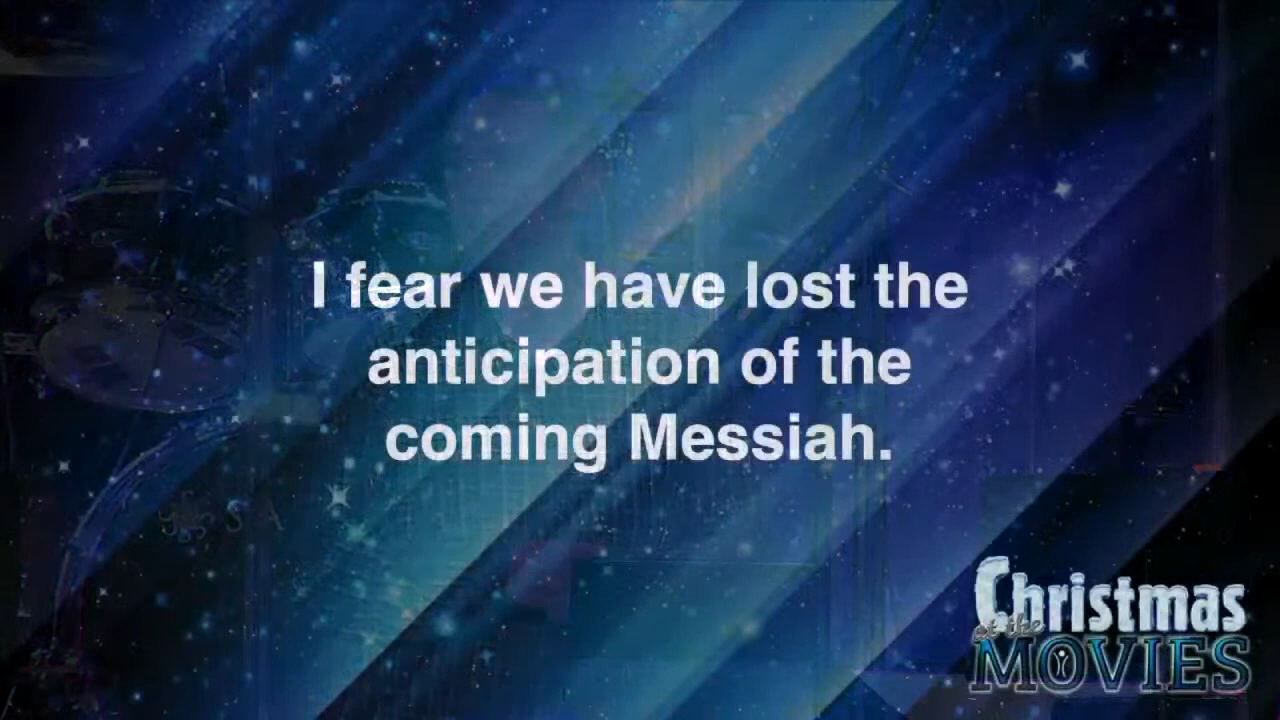 I fear we have lost the
anticipation of the
coming Messiah.
Christmas
at the
MOVIES